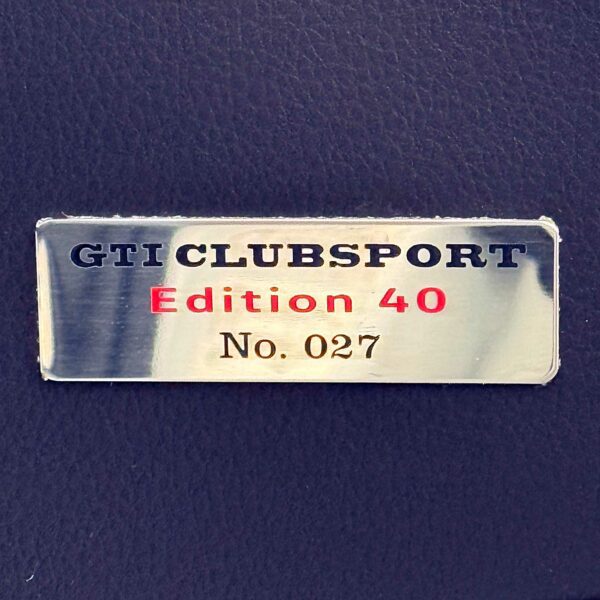 GTI CLUBSPORT
Edition 40
No. 027